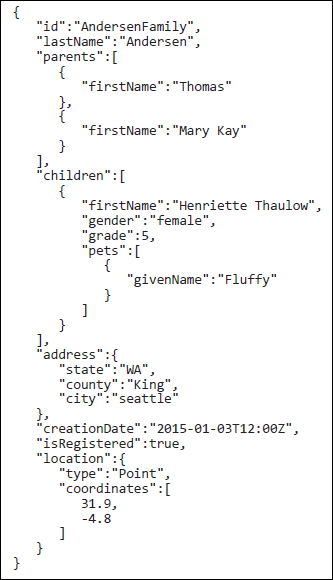 {
"id":"AndersenFamily",
"lastName":"Andersen",
"parents":[
{
"firstName":"Thomas"
},
{
"firstName":"Mary Kay"
}
],
"children":[
{
"firstName":"Henriette Thaulow",
"gender":"female",
"grade":5,
"pets":[
{
"givenName":"Fluffy"
}
]
}
],
"address":{
"state":"WA",
"county":"King",
"city":"seattle"
},
"creationDate":"2015-01-03T12:00Z",
"isRegistered":true,
"location":{
"type":"Point",
"coordinates":[
31.9,
-4.8
]
}
}